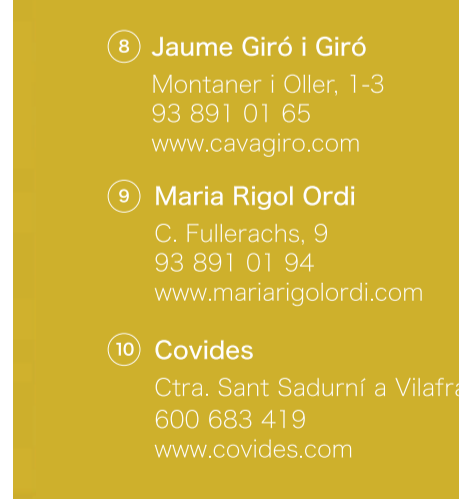 8 Jaume Giró i Giró
Montaner i Oller, 1-3
93 891 01 65
www.cavagiro.com
9 Maria Rigol Ordi
C. Fullerachs, 9
93 891 01 94
www.mariarigolordi.com
10 Covides
Ctra. Sant Sadurní a
600 683 419
www.covides.com